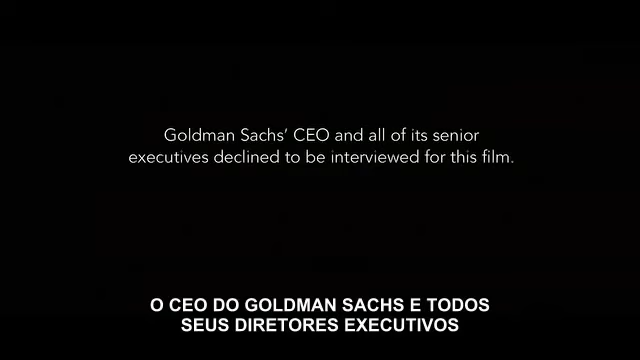 Goldman Sachs' CEO and all of its senior
executives declined to be interviewed for this film.
O CEO DO GOLDMAN SACHS E TODOS
SEUS DIRETORES EXECUTIVOS